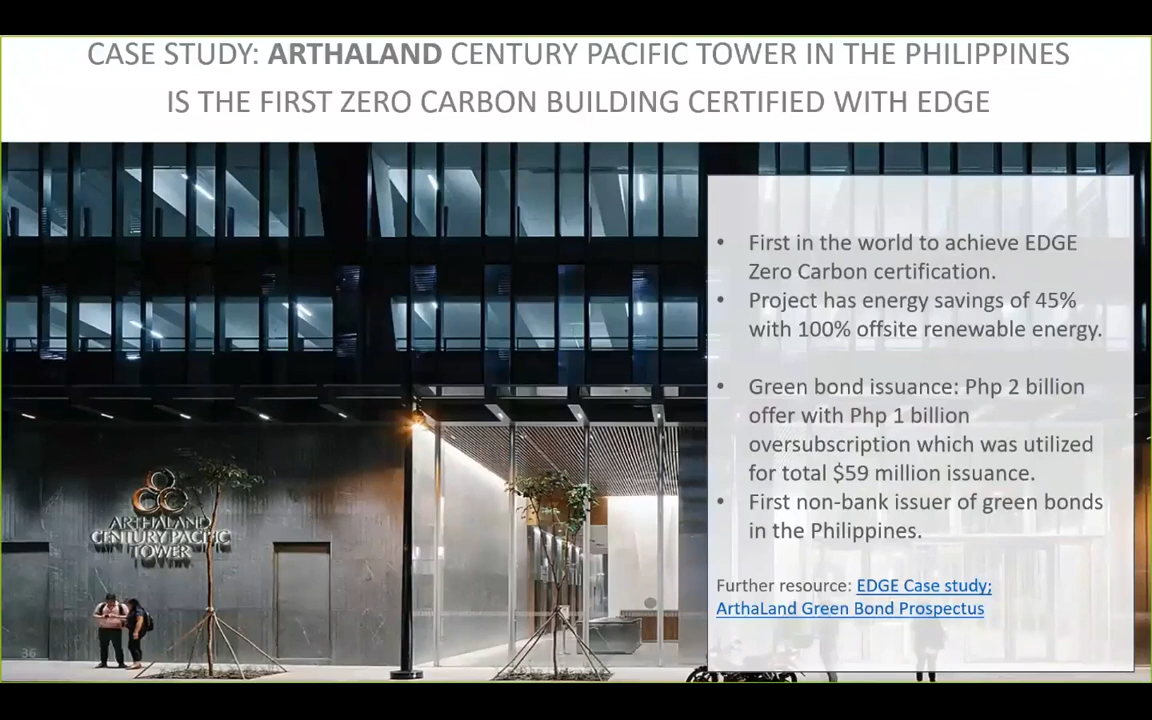 CASE STUDY: ARTHALAND CENTURY PACIFIC TOWER IN THE PHILIPPINES
IS THE FIRST ZERO CARBON BUILDING CERTIFIED WITH EDGE
• First in the world to achieve EDGE
Zero Carbon certification.
• Project has energy savings of 45%
with 100% offsite renewable energy.
• Green bond issuance: Php 2 billion
offer with Php 1 billion
oversubscription which was utilized
for total $59 million issuance.
• First non-bank issuer of green bonds
in the Philippines.
Further resource: EDGE Case study;
ArthaLand Green Bond Prospectus
ARTHALAND
CENTURY PACIFIC
TOWER
36